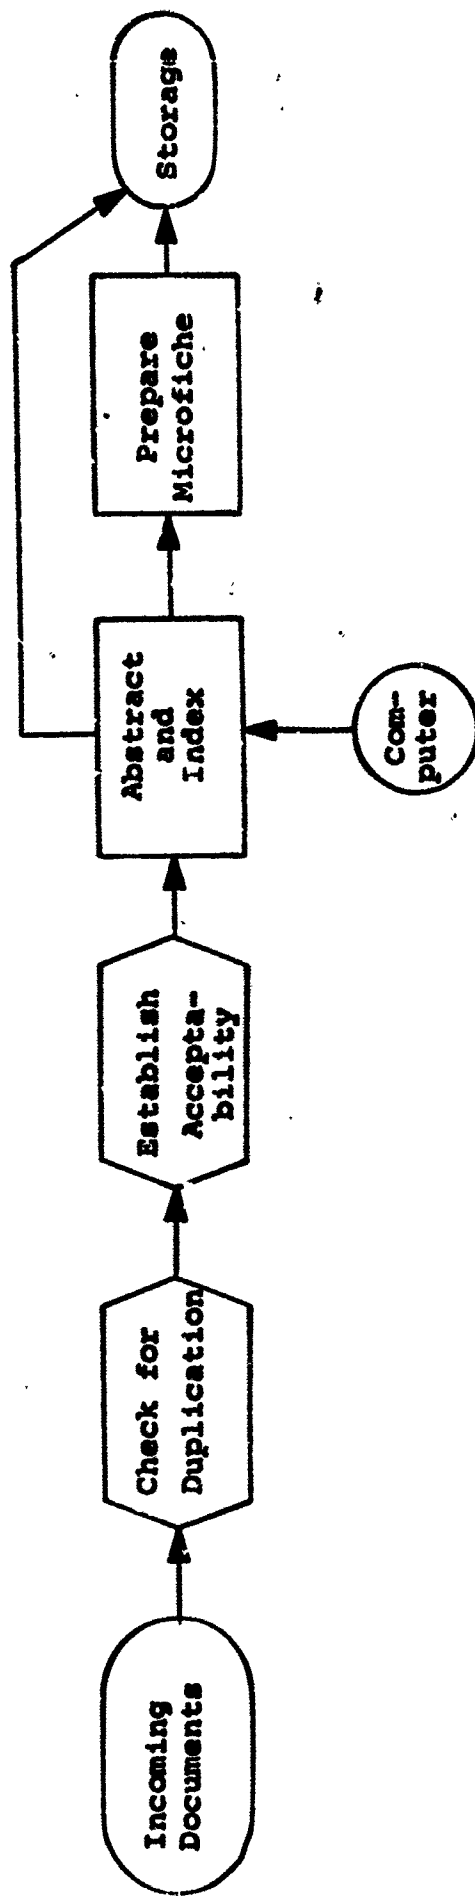 Incoming
Documents
Check for
Duplication
Establish
Accepta-
bility
Abstract
and
Index
Com-
puter
Prepare
Microfiche
Storage